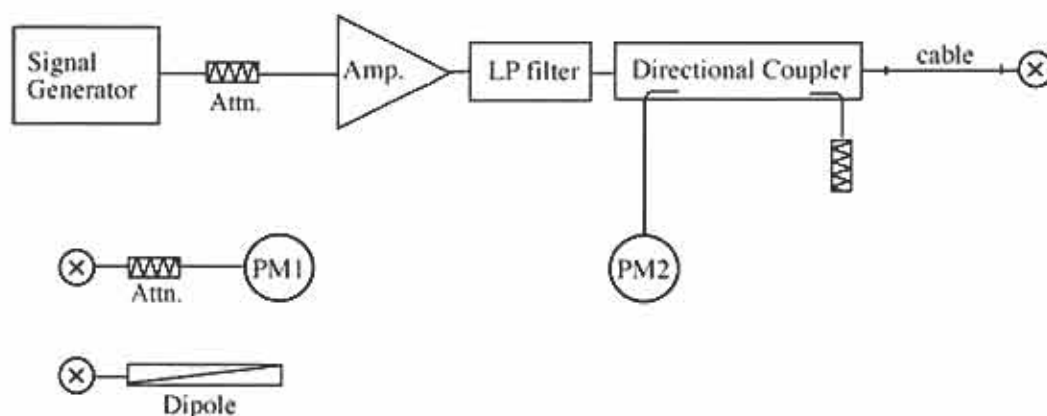 Signal
Generator
Attn.
Amp.
LP filter
Directional Coupler
cable
Attn.
PM1
PM2
Dipole